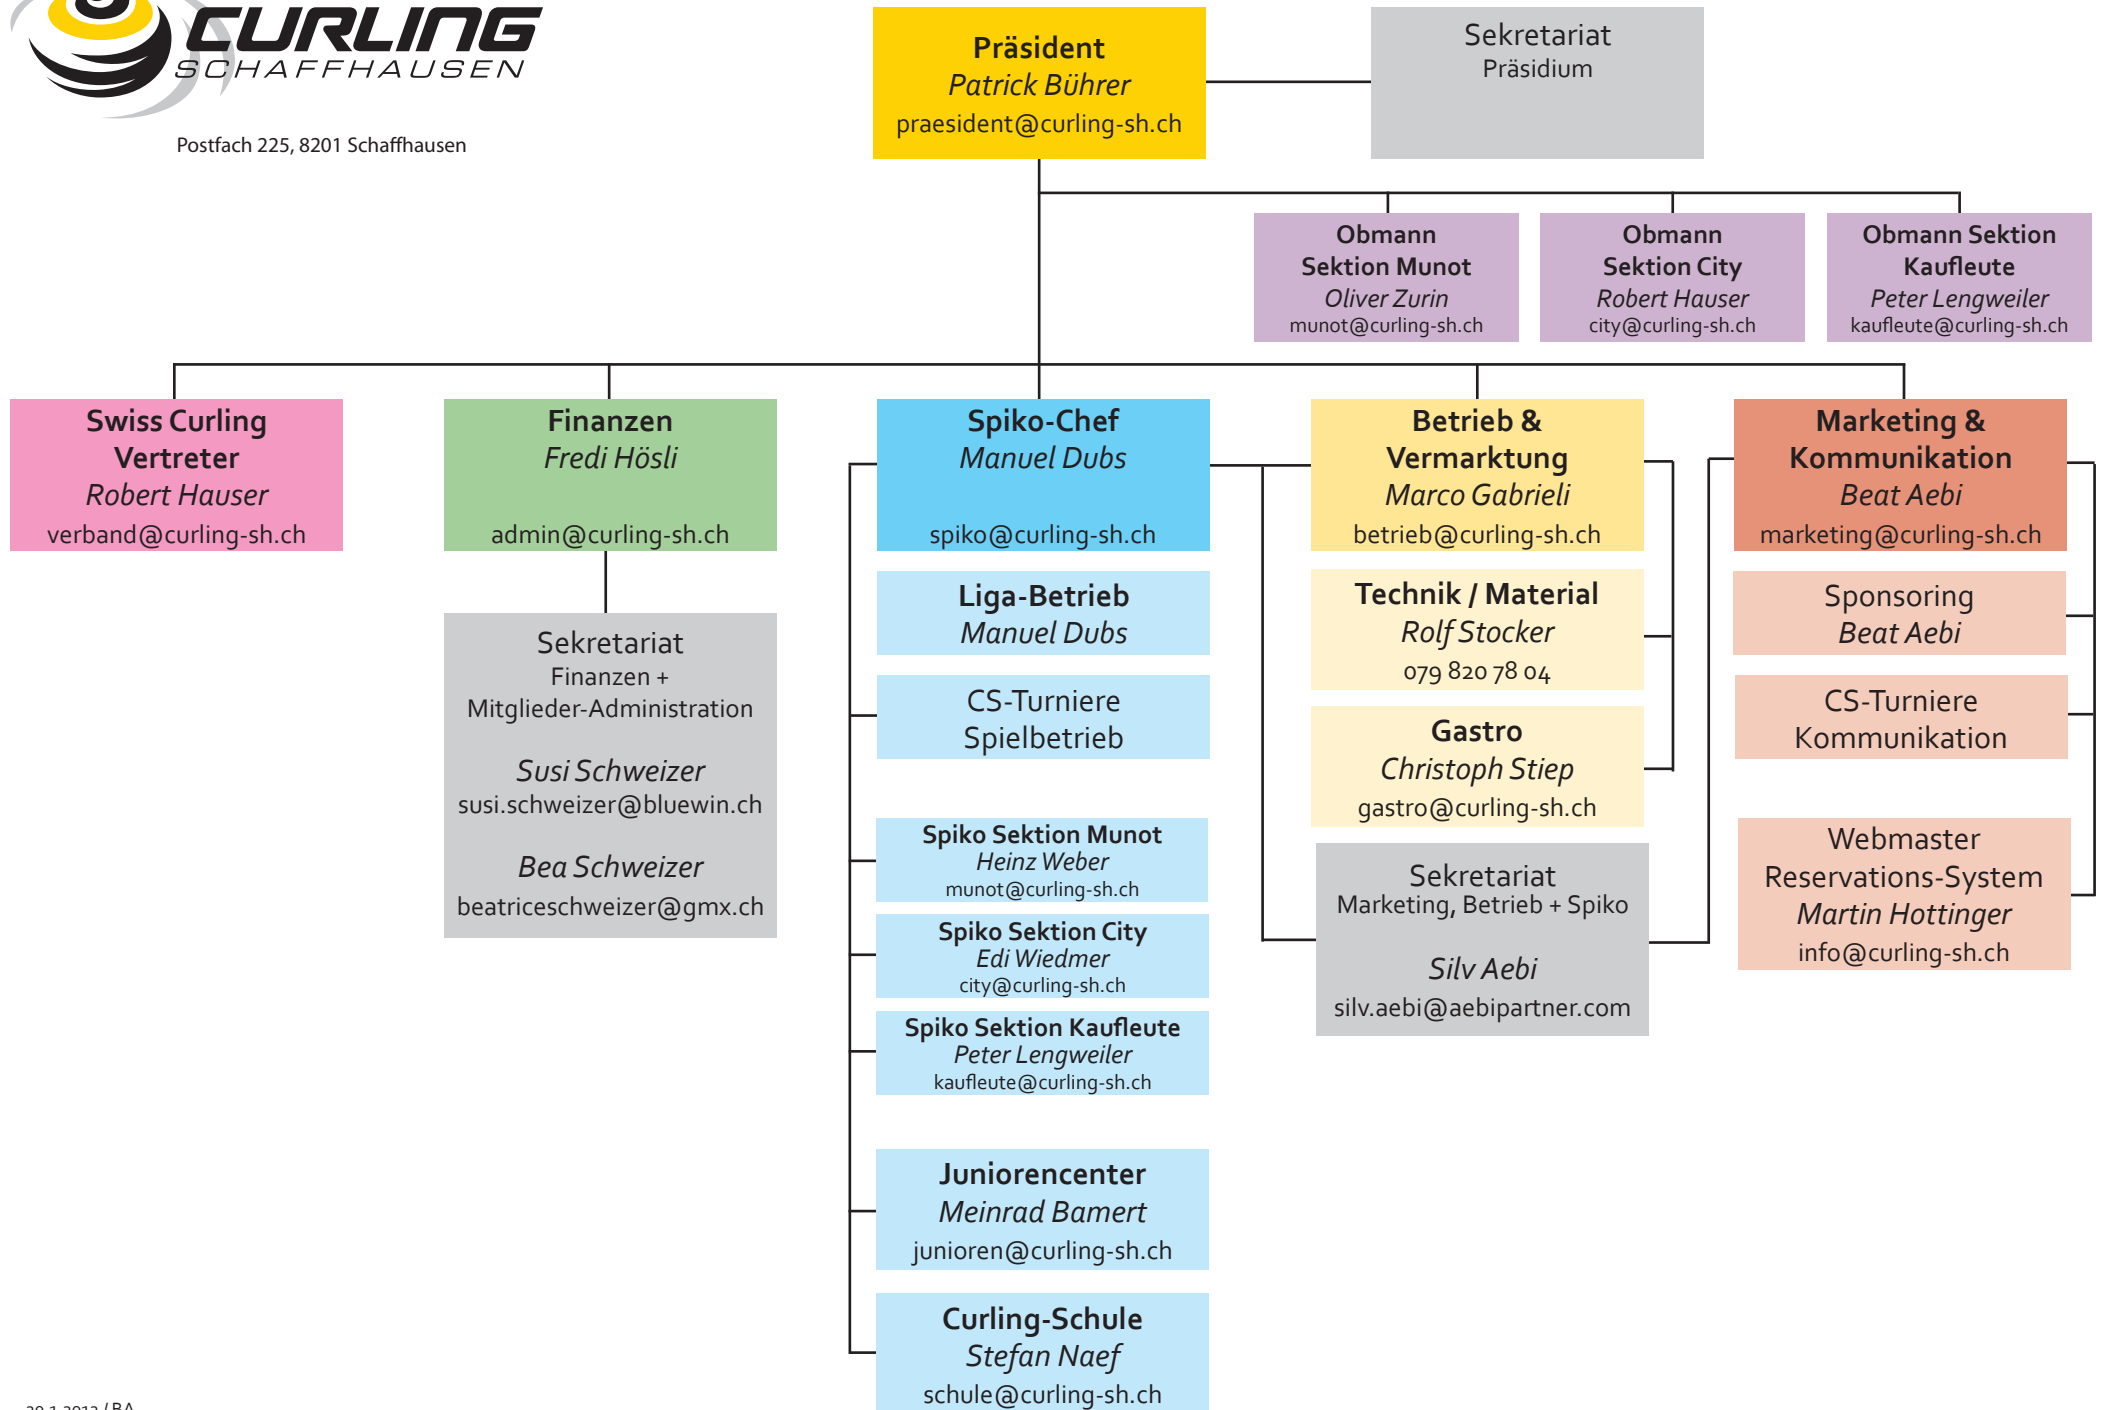 CURLING
SCHAFFHAUSEN
Postfach 225, 8201 Schaffhausen
Präsident
Patrick Bührer
praesident@curling-sh.ch
Sekretariat
Präsidium
Obmann
Sektion Munot
Oliver Zurin
munot@curling-sh.ch
Obmann
Sektion City
Robert Hauser
city@curling-sh.ch
Obmann Sektion
Kaufleute
Peter Lengweiler
kaufleute@curling-sh.ch
Swiss Curling
Vertreter
Robert Hauser
verband@curling-sh.ch
Finanzen
Fredi Hösli
admin@curling-sh.ch
Sekretariat
Finanzen +
Mitglieder-Administration
Susi Schweizer
susi.schweizer@bluewin.ch
Bea Schweizer
beatriceschweizer@gmx.ch
Spiko-Chef
Manuel Dubs
spiko@curling-sh.ch
Liga-Betrieb
Manuel Dubs
CS-Turniere
Spielbetrieb
Spiko Sektion Munot
Heinz Weber
munot@curling-sh.ch
Spiko Sektion City
Edi Wiedmer
city@curling-sh.ch
Spiko Sektion Kaufleute
Peter Lengweiler
kaufleute@curling-sh.ch
Juniorencenter
Meinrad Bamert
junioren@curling-sh.ch
Curling-Schule
Stefan Naef
schule@curling-sh.ch
Betrieb &
Vermarktung
Marco Gabrieli
betrieb@curling-sh.ch
Technik / Material
Rolf Stocker
079 820 78 04
Gastro
Christoph Stiep
gastro@curling-sh.ch
Sekretariat
Marketing, Betrieb + Spiko
Silv Aebi
silv.aebi@aebipartner.com
Marketing &
Kommunikation
Beat Aebi
marketing@curling-sh.ch
Sponsoring
Beat Aebi
CS-Turniere
Kommunikation
Webmaster
Reservations-System
Martin Hottinger
info@curling-sh.ch
/ BA